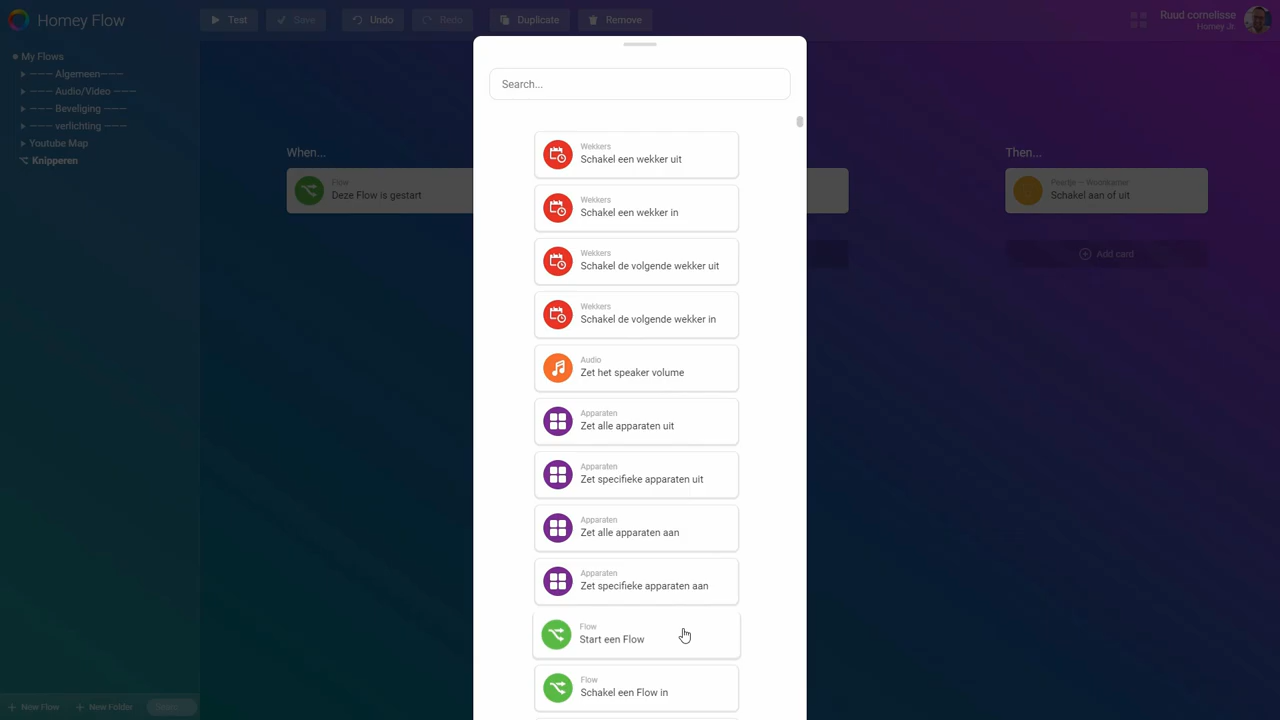 Homey Flow
Test
Save
Undo
Redo
Duplicate
Remove
Ruud cornelisse
Homey Jr.
My Flows
——— Algemeen———
——— Audio/Video ———
——— Beveliging ———
——— verlichting ———
Youtube Map
Knipperen
When...
Flow
Deze Flow is gestart
Search...
Wekkers
Schakel een wekker uit
Wekkers
Schakel een wekker in
Wekkers
Schakel de volgende wekker uit
Wekkers
Schakel de volgende wekker in
Audio
Zet het speaker volume
Apparaten
Zet alle apparaten uit
Apparaten
Zet specifieke apparaten uit
Apparaten
Zet alle apparaten aan
Apparaten
Zet specifieke apparaten aan
Flow
Start een Flow
Flow
Schakel een Flow in
Then...
Peertje — Woonkamer
Schakel aan of uit
Add card
New Flow
New Folder